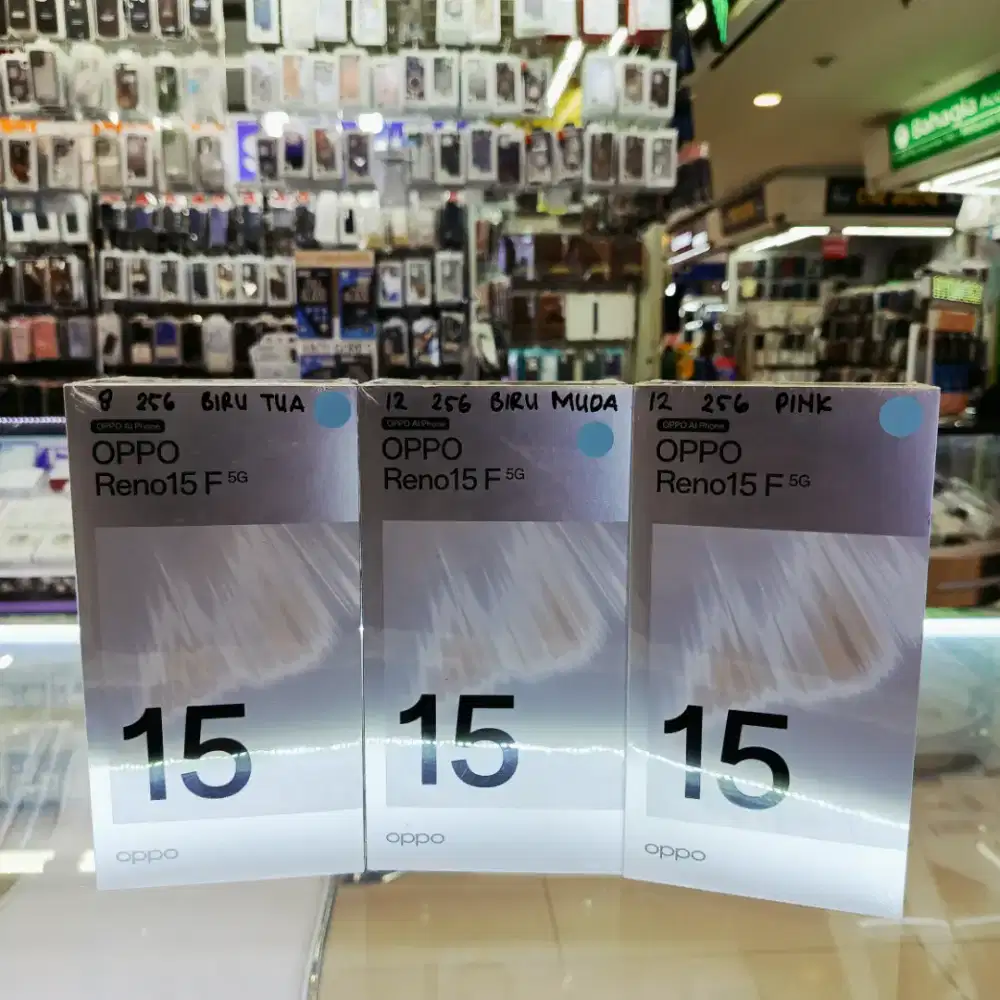 8 256 BIRU TUA
OPPO AI Phone
OPPO
Reno15 F 5G
15
oppo
12 256 BIRU MUDA
OPPO AI Phone
OPPO
Reno15 F 5G
15
oppo
12 256 PINK
OPPO AI Phone
OPPO
Reno15 F 5G
15
oppo
Bahagia